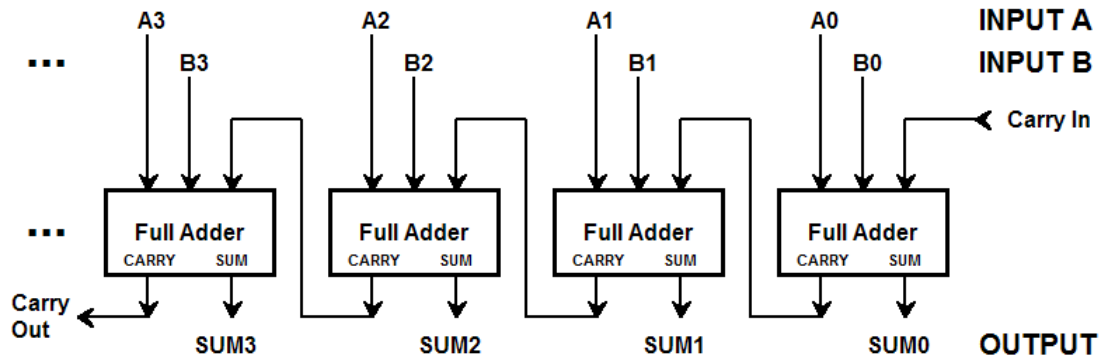 A3 A2 A1 A0 INPUT A
... B3 B2 B1 B0 INPUT B
Carry In
... Full Adder Full Adder Full Adder Full Adder
CARRY SUM CARRY SUM CARRY SUM CARRY SUM
Carry
Out
SUM3 SUM2 SUM1 SUM0 OUTPUT